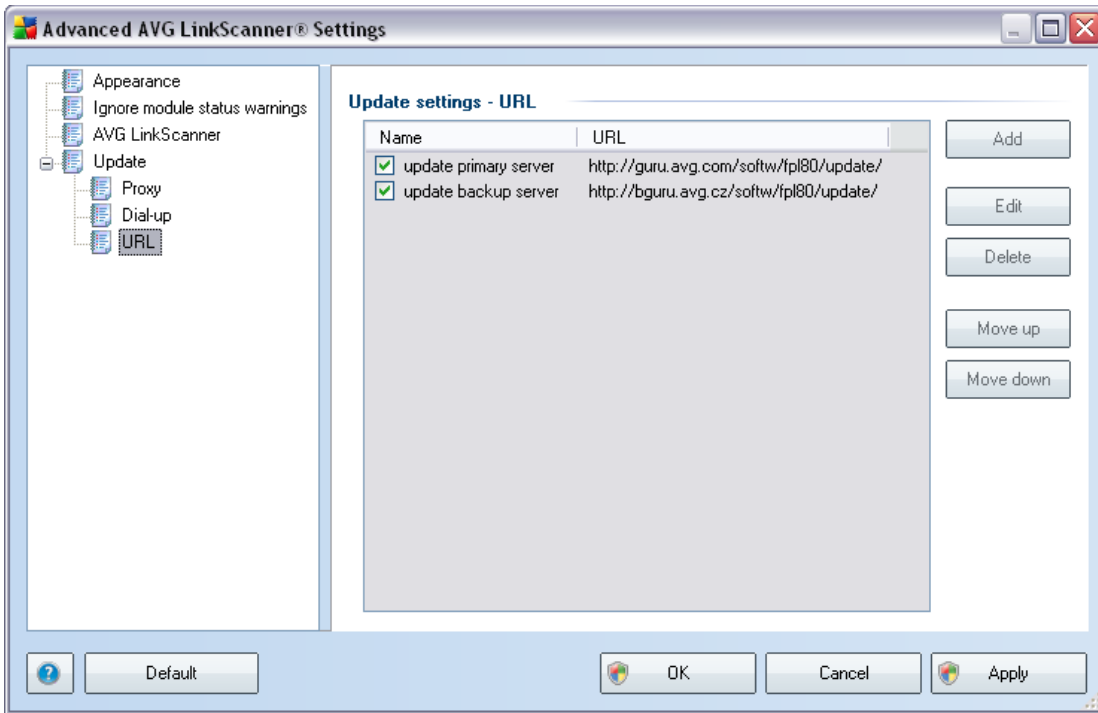 Advanced AVG LinkScanner® Settings
Appearance
Ignore module status warnings
AVG LinkScanner
Update
Proxy
Dial-up
URL
Update settings - URL
Name URL
update primary server http://guru.avg.com/softw/fpl80/update/
update backup server http://bguru.avg.cz/softw/fpl80/update/
Add
Edit
Delete
Move up
Move down
Default
OK
Cancel
Apply